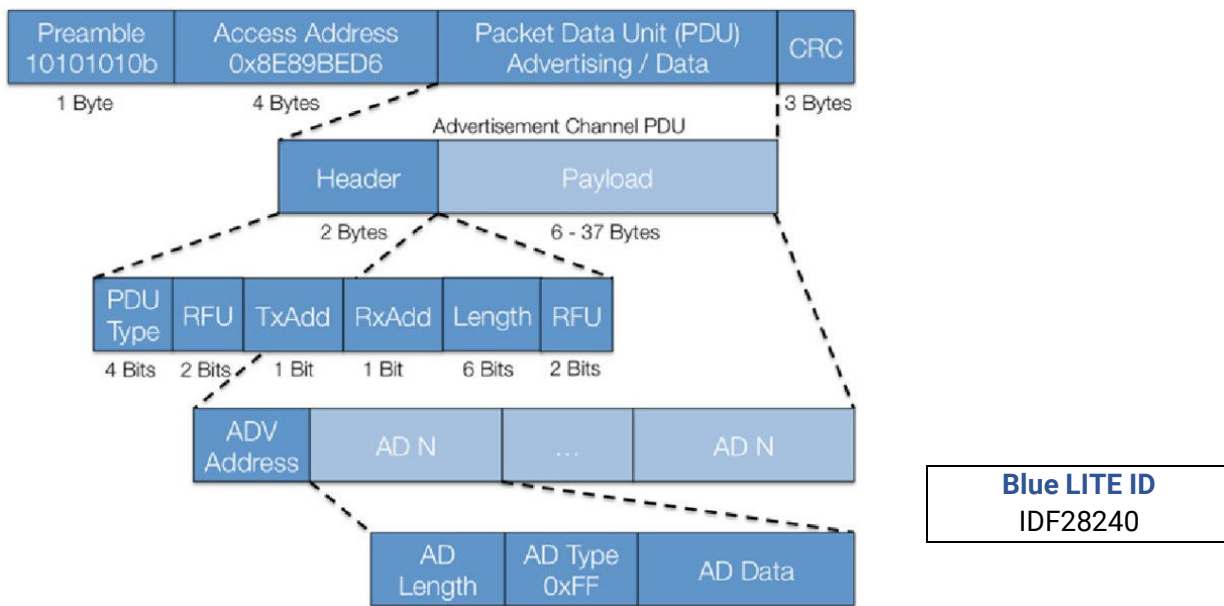 Preamble
10101010b
Access Address
0x8E89BED6
Packet Data Unit (PDU)
Advertising / Data
CRC
1 Byte
4 Bytes
3 Bytes
Advertisement Channel PDU
Header
Payload
2 Bytes
6 - 37 Bytes
PDU
Type
RFU
TxAdd
RxAdd
Length
RFU
4 Bits
2 Bits
1 Bit
1 Bit
6 Bits
2 Bits
ADV
Address
AD N
...
AD N
Blue LITE ID
IDF28240
AD
Length
AD Type
0xFF
AD Data